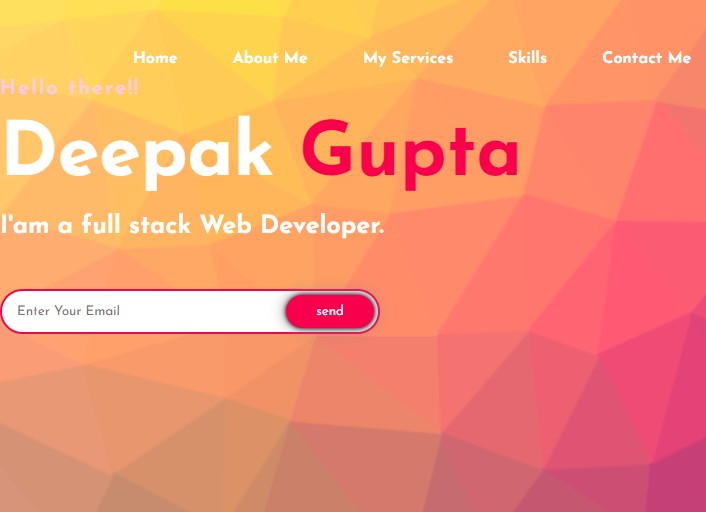 Home About Me My Services Skills Contact Me
Hello there!!
Deepak Gupta
I'am a full stack Web Developer.
Enter Your Email send